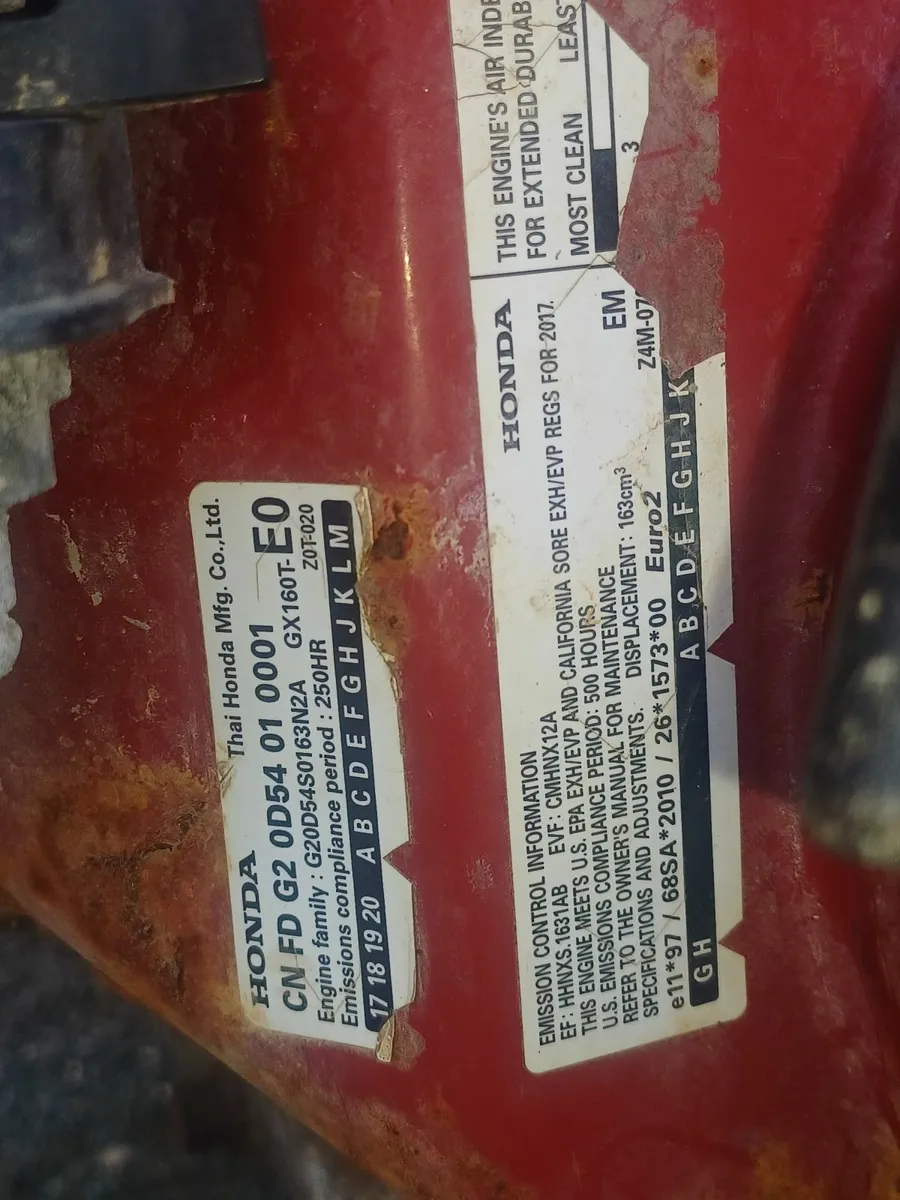 HONDA Thai Honda Mfg. Co.,Ltd.
CN FD G2 0D54 01 0001
Engine family : G20D54S0163N2A GX160T-E0
Emissions compliance period : 250HR Z0T-020
17 18 19 20 A B C D E F G H J K L M
HONDA
EMISSION CONTROL INFORMATION
EF: HHNXS.1631AB EVF: CMHNX12A
THIS ENGINE MEETS U.S. EPA EXH/EVP AND CALIFORNIA SORE EXH/EVP REGS FOR 2017.
U.S. EMISSIONS COMPLIANCE PERIOD: 500 HOURS
REFER TO THE OWNER'S MANUAL FOR MAINTENANCE
SPECIFICATIONS AND ADJUSTMENTS. DISPLACEMENT: 163cm³
EM
e11*97 / 68SA*2010 / 26*1573*00 Euro2
Z4M-07
G H A B C D E F G H J K
THIS ENGINE'S AIR INDE
FOR EXTENDED DURAB
MOST CLEAN LEAS
3